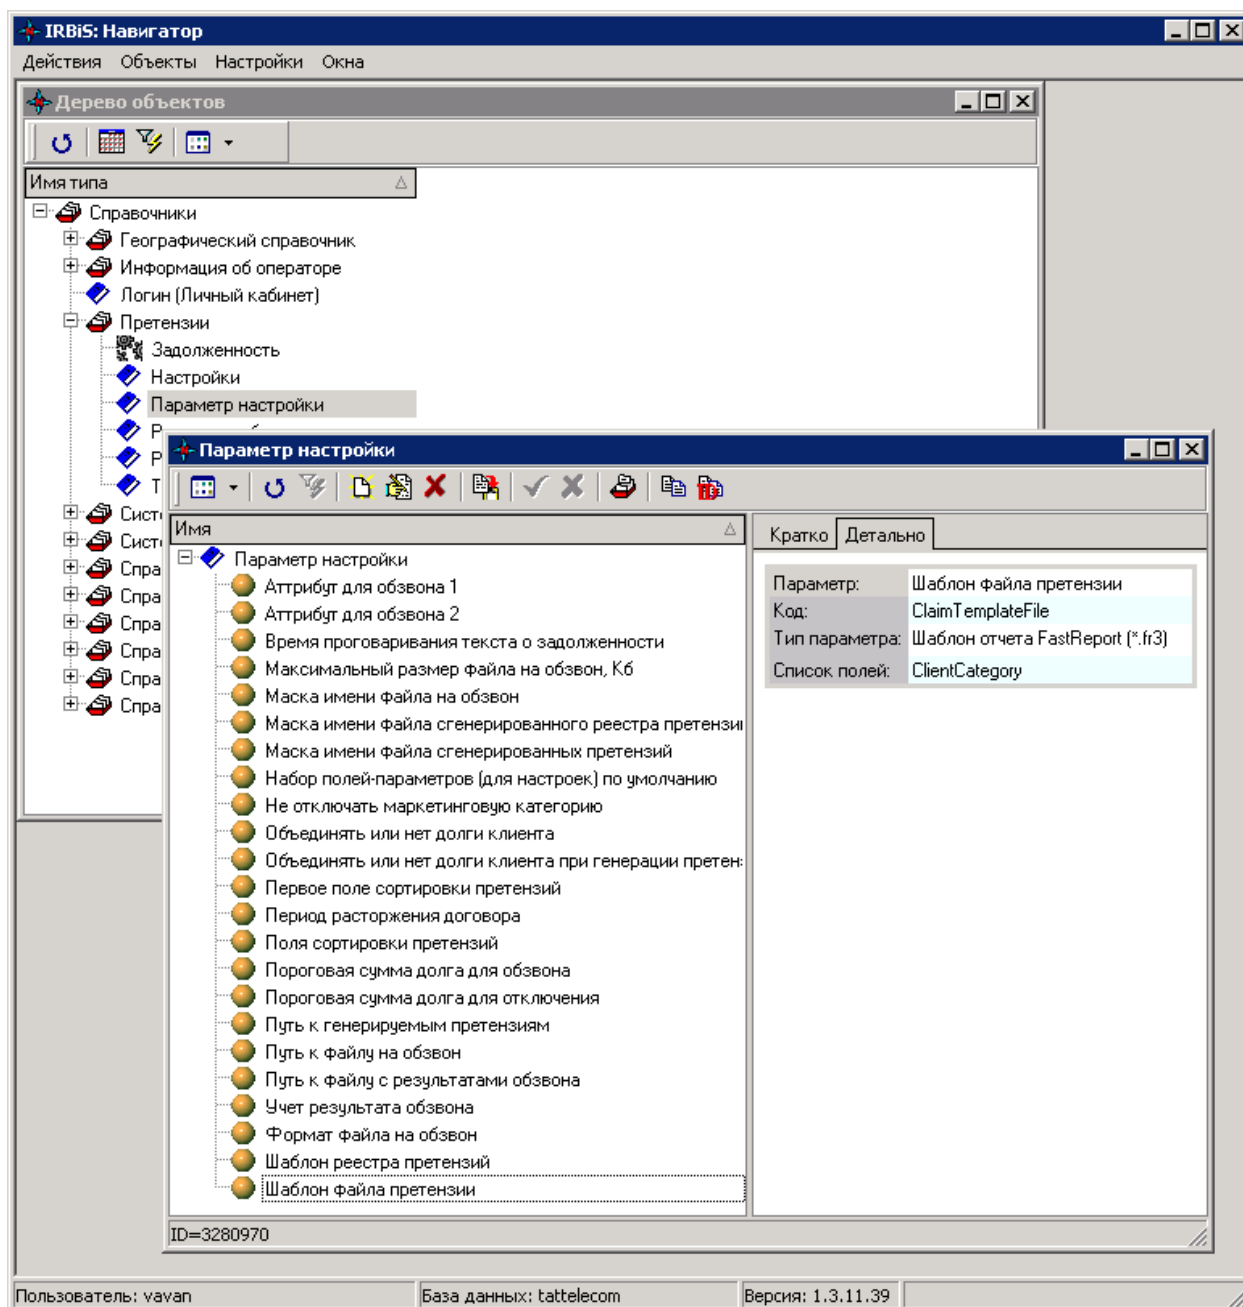 IRBiS: Навигатор
Действия Объекты Настройки Окна
Дерево объектов
Имя типа
Справочники
Географический справочник
Информация об операторе
Логин (Личный кабинет)
Претензии
Задолженность
Настройки
Параметр настройки
Р
Р
Т
Сист
Сист
Спра
Спра
Спра
Спра
Спра
Спра
Параметр настройки
Имя
Параметр настройки
Аттрибут для обзвона 1
Аттрибут для обзвона 2
Время проговаривания текста о задолженности
Максимальный размер файла на обзвон, Кб
Маска имени файла на обзвон
Маска имени файла сгенерированного реестра претензи
Маска имени файла сгенерированных претензий
Набор полей-параметров (для настроек) по умолчанию
Не отключать маркетинговую категорию
Объединять или нет долги клиента
Объединять или нет долги клиента при генерации претен
Первое поле сортировки претензий
Период расторжения договора
Поля сортировки претензий
Пороговая сумма долга для обзвона
Пороговая сумма долга для отключения
Путь к генерируемым претензиям
Путь к файлу на обзвон
Путь к файлу с результатами обзвона
Учет результата обзвона
Формат файла на обзвон
Шаблон реестра претензий
Шаблон файла претензии
Кратко Детально
Параметр: Шаблон файла претензии
Код: ClaimTemplateFile
Тип параметра: Шаблон отчета FastReport (*.fr3)
Список полей: ClientCategory
ID=3280970
Пользователь: vavan База данных: tattelecom Версия: 1.3.11.39